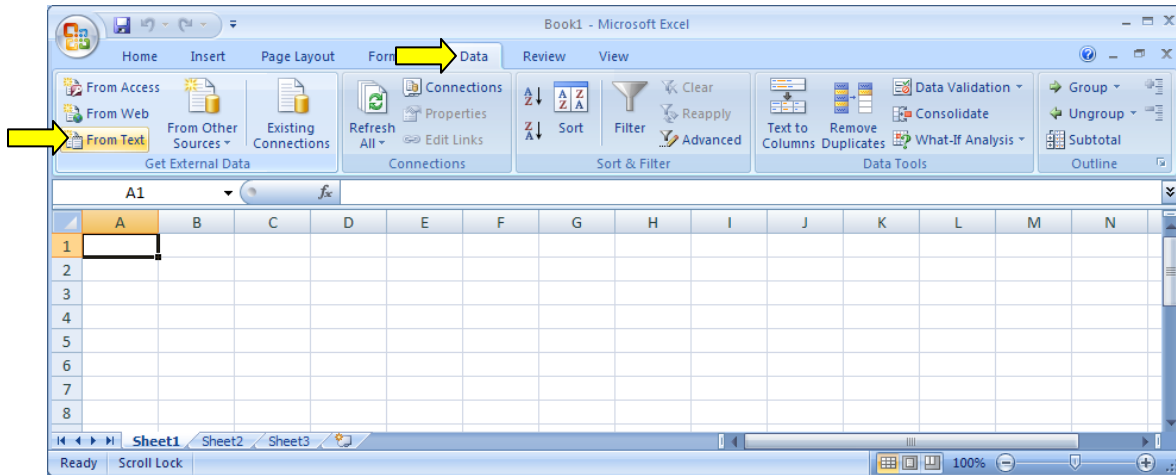 Book1 - Microsoft Excel
Home Insert Page Layout Form Data Review View
From Access
From Web
From Text
From Other Sources
Existing Connections
Get External Data
Refresh All
Connections
Properties
Edit Links
Connections
A Z
Z A
A Z
Z A
Sort
Filter
Clear
Reapply
Advanced
Sort & Filter
Text to Columns
Remove Duplicates
Data Validation
Consolidate
What-If Analysis
Data Tools
Group
Ungroup
Subtotal
Outline
A1 fx
A B C D E F G H I J K L M N
1
2
3
4
5
6
7
8
Sheet1 Sheet2 Sheet3
Ready Scroll Lock 100%